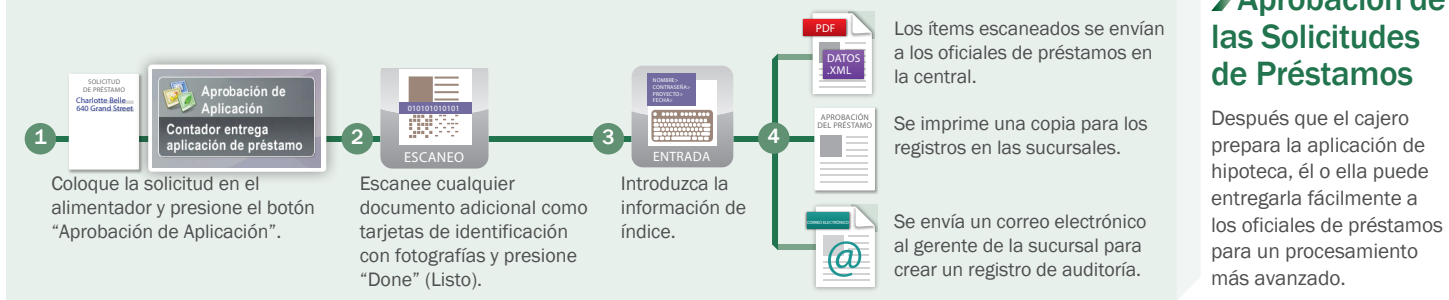 SOLICITUD
DE PRÉSTAMO
Charlotte Belle
640 Grand Street
Aprobación de
Aplicación
Contador entrega
aplicación de préstamo
1
Coloque la solicitud en el
alimentador y presione el botón
“Aprobación de Aplicación”.
2
010101010101
ESCANEO
Escanee cualquier
documento adicional como
tarjetas de identificación
con fotografías y presione
“Done” (Listo).
3
NOMBRE>
CONTRASEÑA>
PROYECTO>
FECHA>
ENTRADA
Introduzca la
información de
índice.
4
PDF
DATOS
.XML
Los ítems escaneados se envían
a los oficiales de préstamos en
la central.
APROBACIÓN
DEL PRÉSTAMO
Se imprime una copia para los
registros en las sucursales.
CORREO ELECTRÓNICO
@
Se envía un correo electrónico
al gerente de la sucursal para
crear un registro de auditoría.
Aprobación de
las Solicitudes
de Préstamos
Después que el cajero
prepara la aplicación de
hipoteca, él o ella puede
entregarla fácilmente a
los oficiales de préstamos
para un procesamiento
más avanzado.